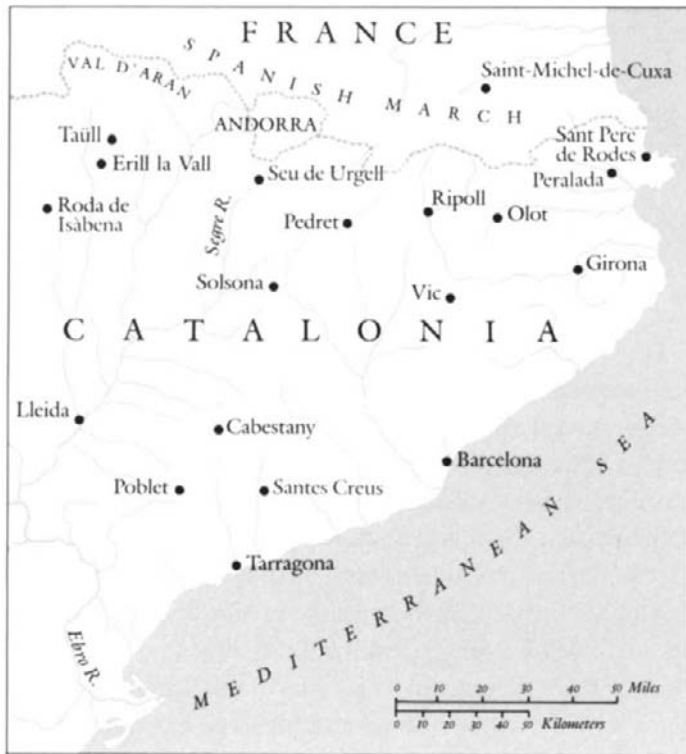 FRANCE
SPANISH MARCH
VAL D'ARAN
Saint-Michel-de-Cuxa
ANDORRA
Taüll
Erill la Vall
Sant Pere
de Rodes
Peralada
Seu de Urgell
Roda de
Isàbena
Segre R.
Pedret
Ripoll
Olot
Girona
Solsona
Vic
CATALONIA
Lleida
Cabestany
Barcelona
Poblet
Santes Creus
Tarragona
MEDITERRANEAN SEA
Ebro R.
0 10 20 30 40 50 Miles
0 10 20 30 40 50 Kilometers